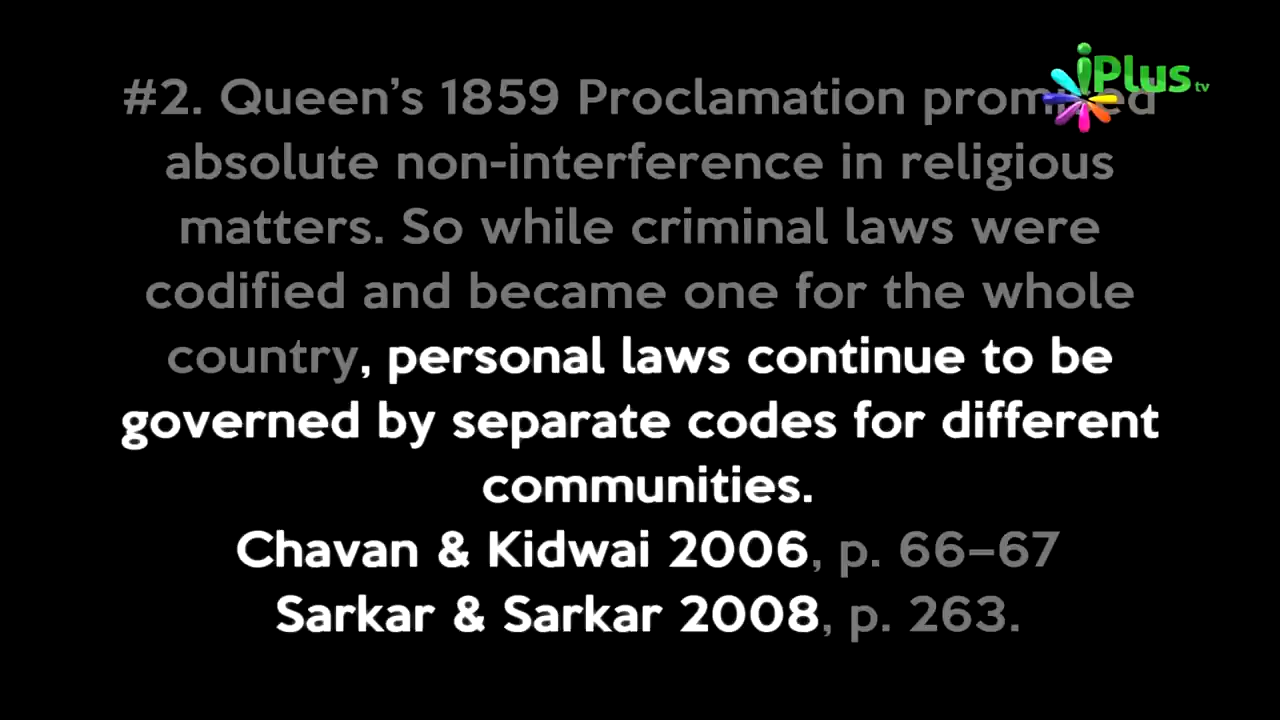 #2. Queen's 1859 Proclamation
absolute non-interference in religious
matters. So while criminal laws were
codified and became one for the whole
country, personal laws continue to be
governed by separate codes for different
communities.
Chavan & Kidwai 2006, p. 66–67
Sarkar & Sarkar 2008, p. 263.
iPlus tv